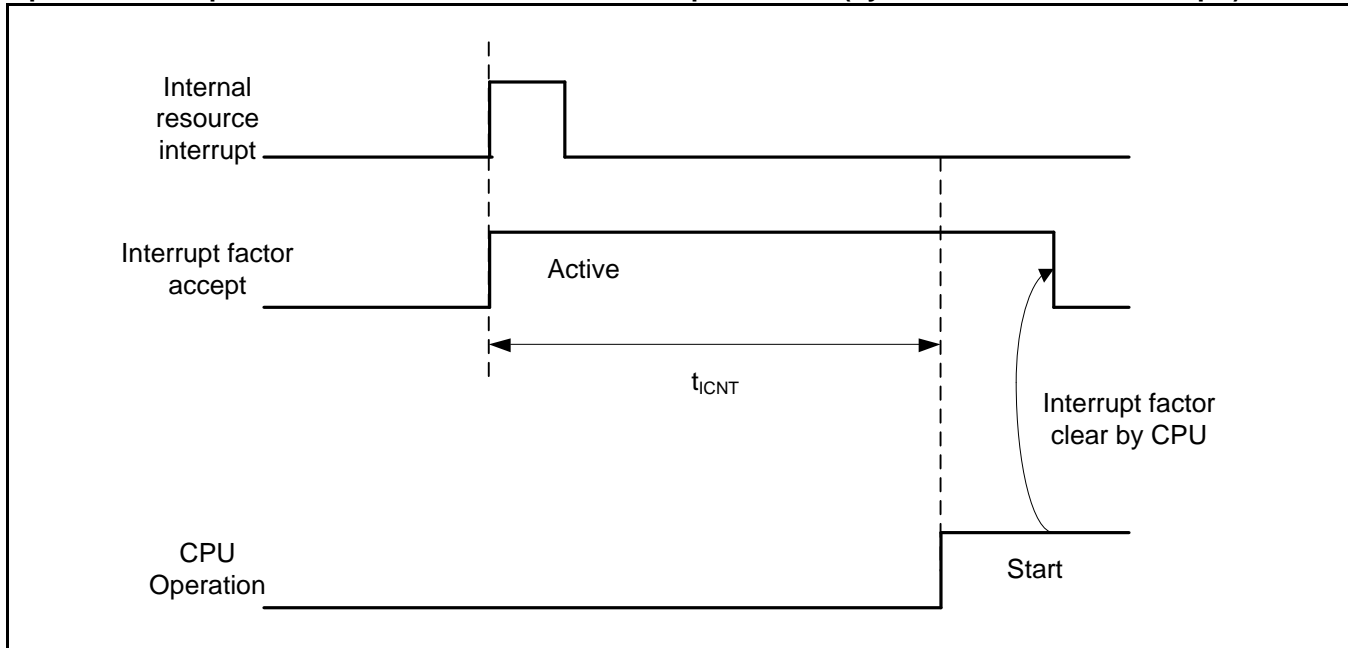 Internal
resource
interrupt
Interrupt factor
accept
Active
tICNT
Interrupt factor
clear by CPU
CPU
Operation
Start